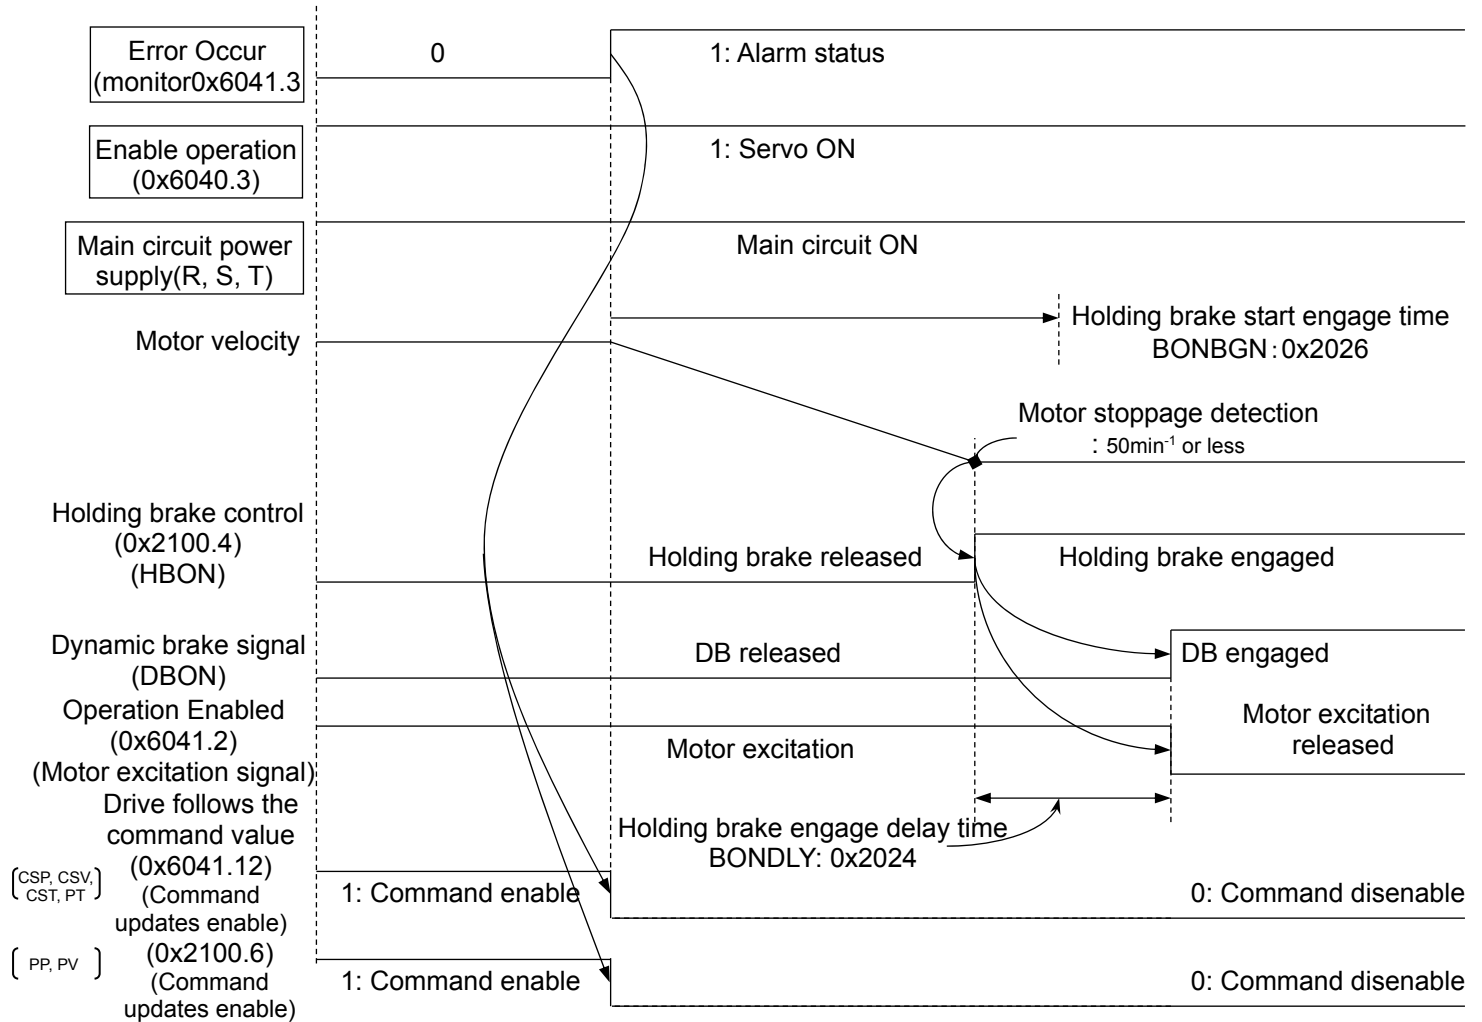 Error Occur
(monitor0x6041.3
0
1: Alarm status
Enable operation
(0x6040.3)
1: Servo ON
Main circuit power
supply(R, S, T)
Main circuit ON
Holding brake start engage time
BONBGN:0x2026
Motor velocity
Motor stoppage detection
: 50min-1 or less
Holding brake control
(0x2100.4)
(HBON)
Holding brake released
Holding brake engaged
Dynamic brake signal
(DBON)
DB released
DB engaged
Operation Enabled
(0x6041.2)
(Motor excitation signal)
Motor excitation
Motor excitation
released
Holding brake engage delay time
BONDLY: 0x2024
Drive follows the
command value
(0x6041.12)
(Command
updates enable)
CSP, CSV,
CST, PT
1: Command enable
0: Command disenable
PP, PV
(0x2100.6)
(Command
updates enable)
1: Command enable
0: Command disenable